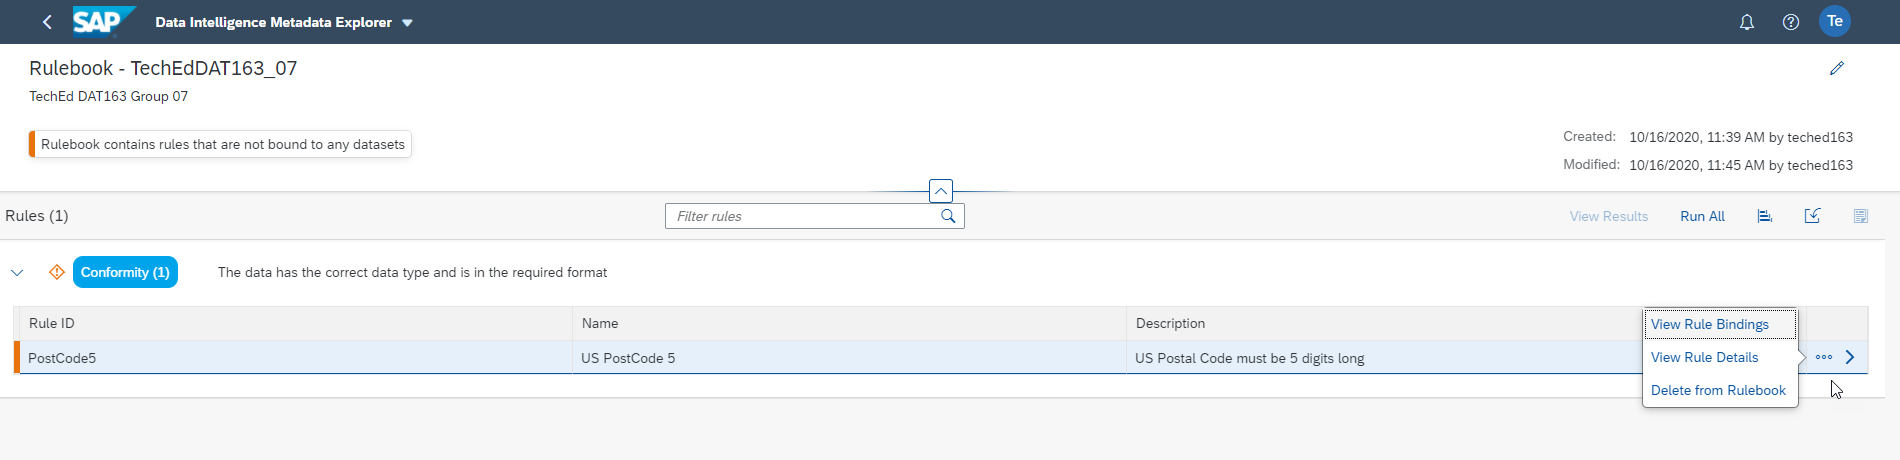 SAP Data Intelligence Metadata Explorer Te
Rulebook - TechEdDAT163_07
TechEd DAT163 Group 07
Rulebook contains rules that are not bound to any datasets
Created: 10/16/2020, 11:39 AM by teched163
Modified: 10/16/2020, 11:45 AM by teched163
Rules (1) Filter rules View Results Run All
Conformity (1) The data has the correct data type and is in the required format
Rule ID Name Description
PostCode5 US PostCode 5 US Postal Code must be 5 digits long
View Rule Bindings
View Rule Details
Delete from Rulebook